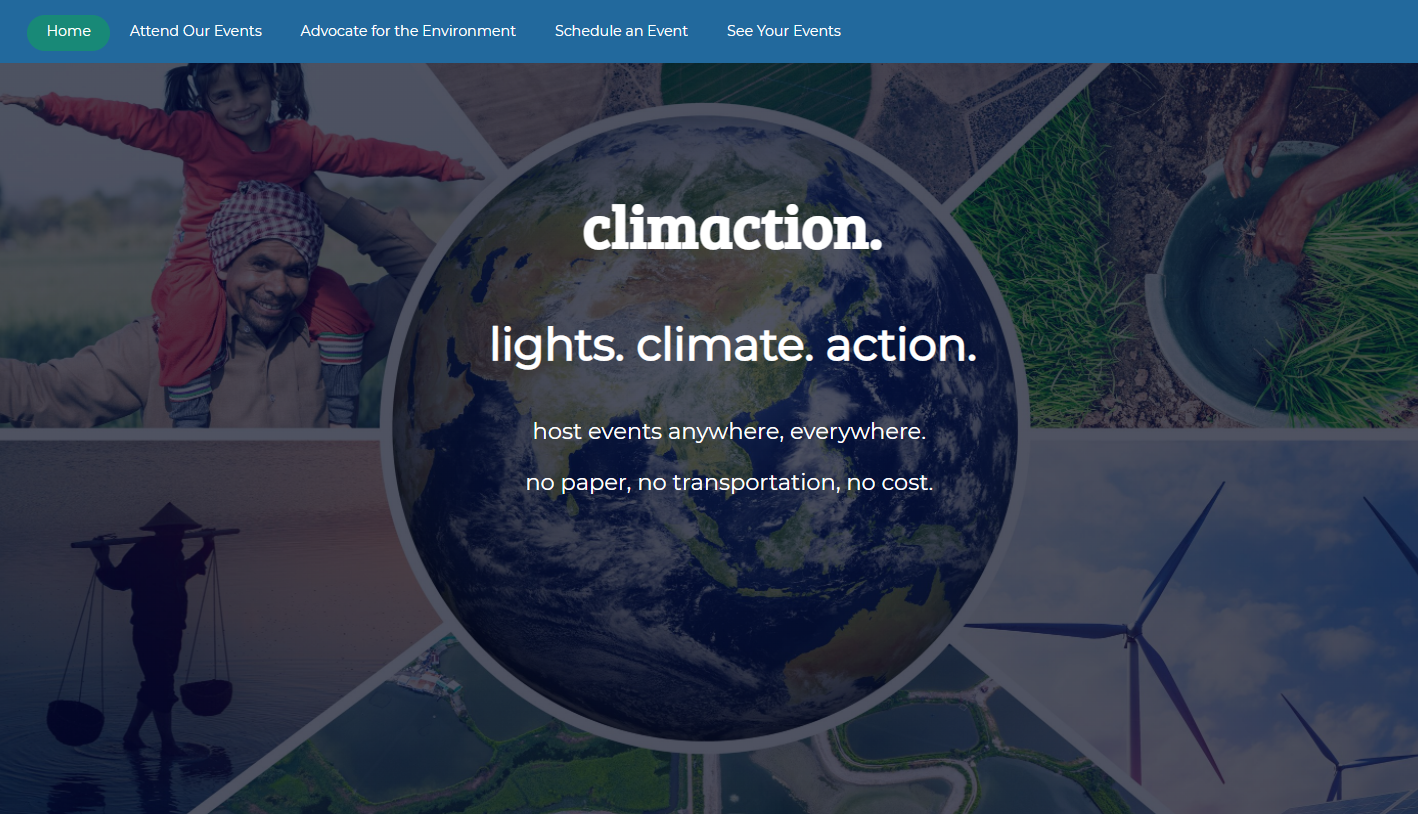 Home Attend Our Events Advocate for the Environment Schedule an Event See Your Events
climaction.
lights. climate. action.
host events anywhere, everywhere.
no paper, no transportation, no cost.